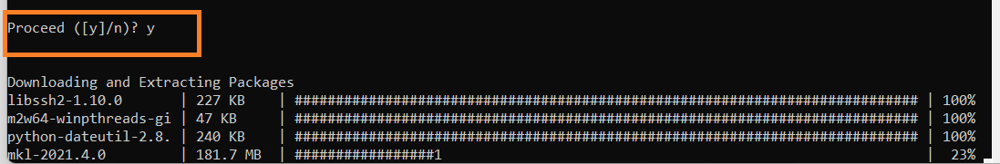 Proceed ([y]/n)? y
Downloading and Extracting Packages
libssh2-1.10.0       | 227 KB    | ############################################################################ | 100%
m2w64-winpthreads-gi | 47 KB     | ############################################################################ | 100%
python-dateutil-2.8. | 240 KB    | ############################################################################ | 100%
mkl-2021.4.0         | 181.7 MB  | #################1                                                           |  23%